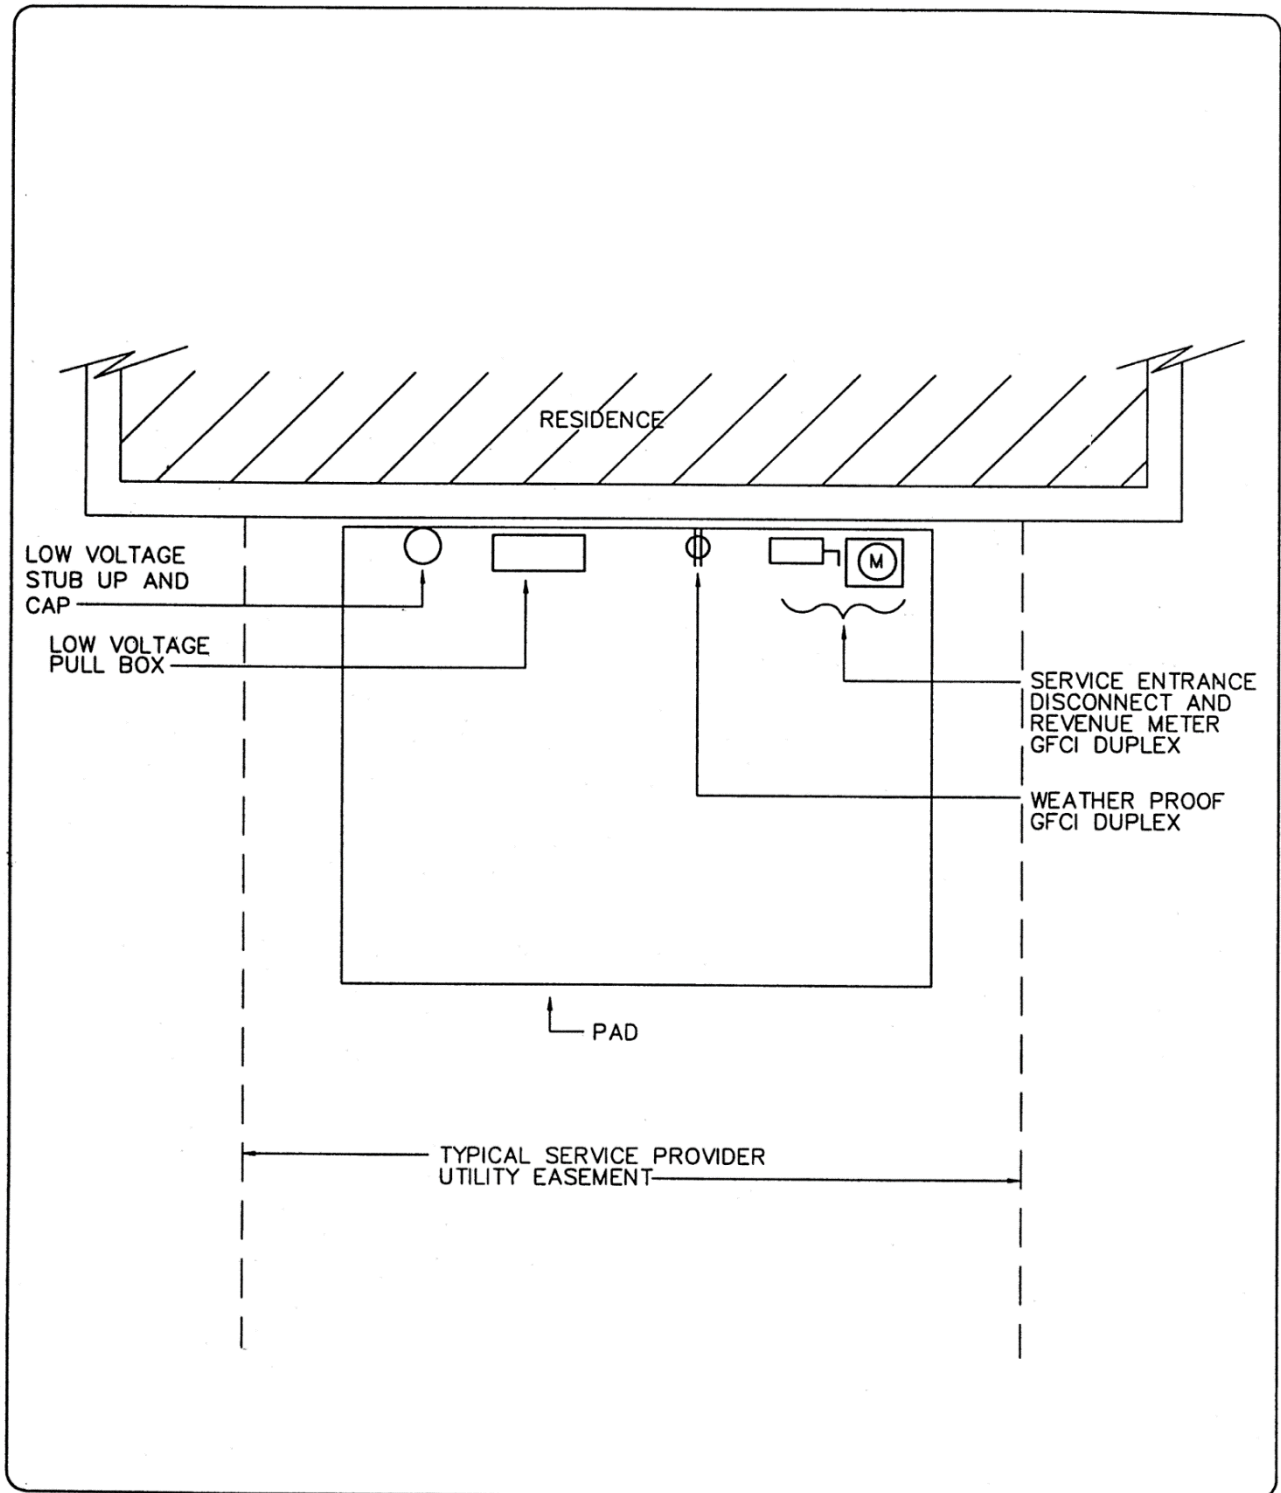 RESIDENCE
LOW VOLTAGE
STUB UP AND
CAP
M
LOW VOLTAGE
PULL BOX
SERVICE ENTRANCE
DISCONNECT AND
REVENUE METER
GFCI DUPLEX
WEATHER PROOF
GFCI DUPLEX
PAD
TYPICAL SERVICE PROVIDER
UTILITY EASEMENT